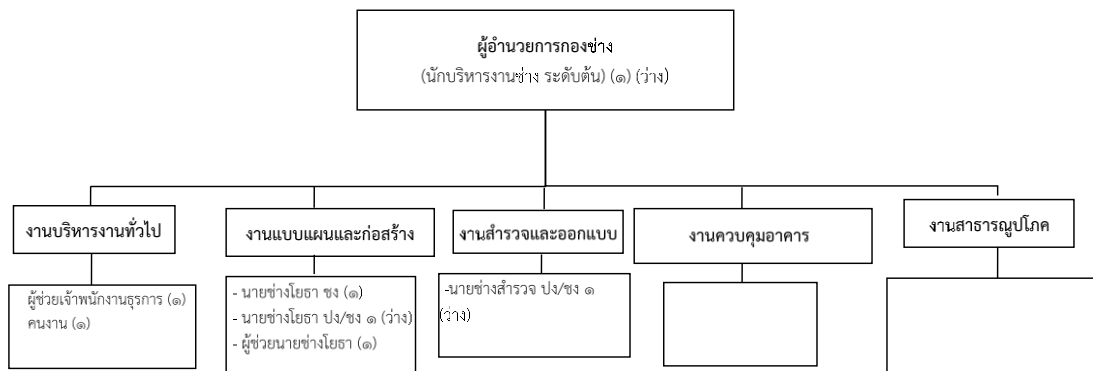 ผู้อำนวยการกองช่าง
(นักบริหารงานช่าง ระดับต้น) (๑) (ว่าง)
งานบริหารงานทั่วไป
ผู้ช่วยเจ้าพนักงานธุรการ (๑)
คนงาน (๑)
งานแบบแผนและก่อสร้าง
- นายช่างโยธา ชง (๑)
- นายช่างโยธา ปง/ชง ๑ (ว่าง)
- ผู้ช่วยนายช่างโยธา (๑)
งานสำรวจและออกแบบ
-นายช่างสำรวจ ปง/ชง ๑
(ว่าง)
งานควบคุมอาคาร
งานสาธารณูปโภค